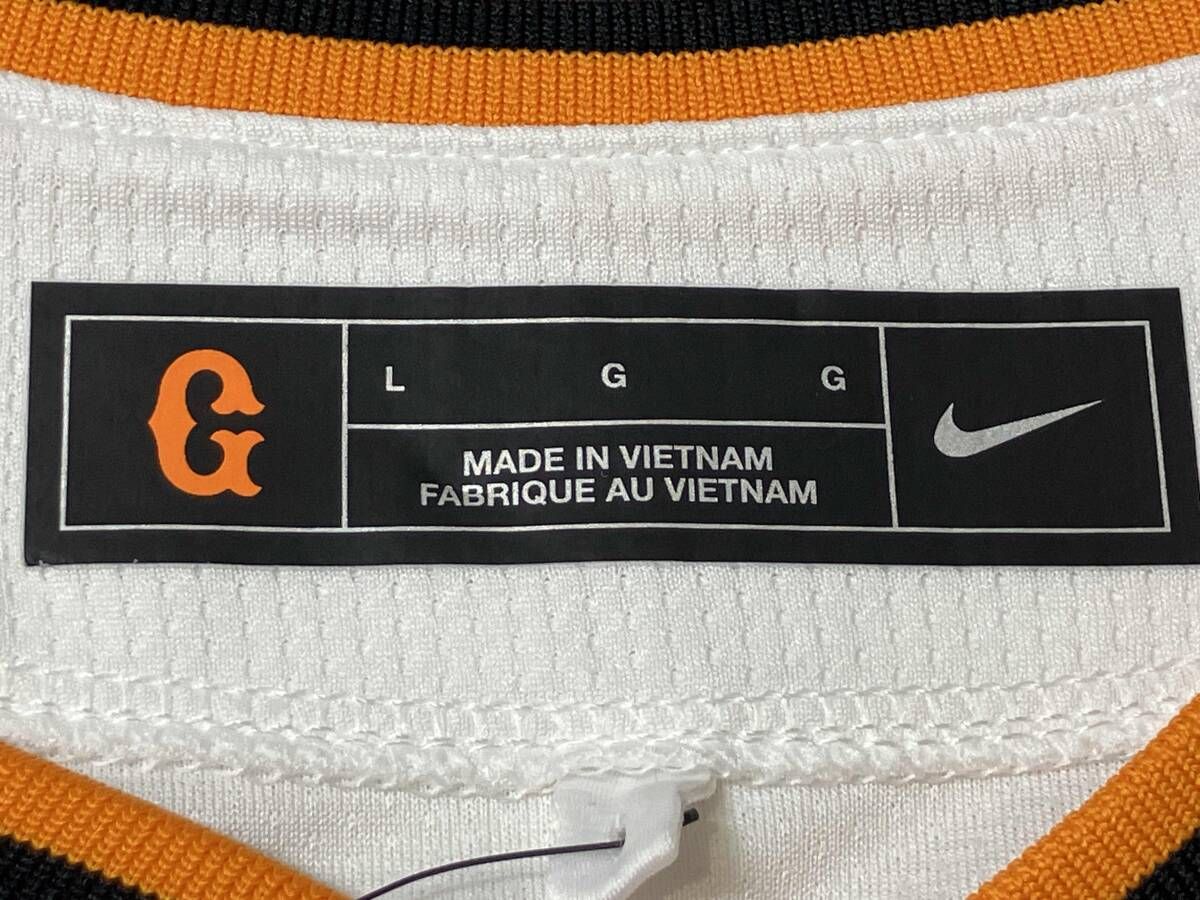 G
L G G
MADE IN VIETNAM
FABRIQUE AU VIETNAM